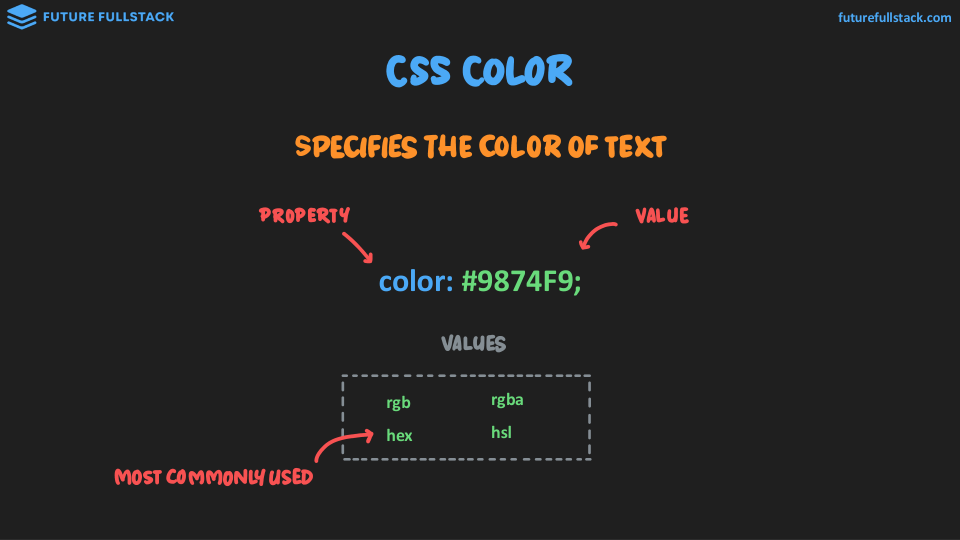 FUTURE FULLSTACK
futurefullstack.com
CSS COLOR
SPECIFIES THE COLOR OF TEXT
PROPERTY
VALUE
color: #9874F9;
VALUES
rgb rgba
hex hsl
MOST COMMONLY USED